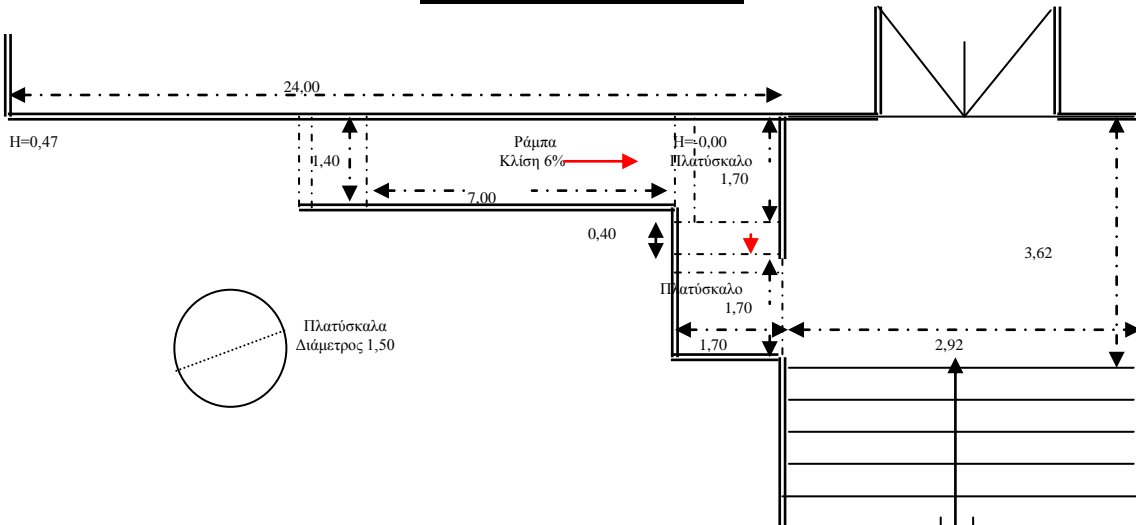 24,00
H=0,47
Ράμπα
Κλίση 6%
H=-0,00
Πλατύσκαλο
1,70
1,40
7,00
0,40
3,62
Πλατύσκαλο
1,70
Πλατύσκαλα
Διάμετρος 1,50
1,70
2,92